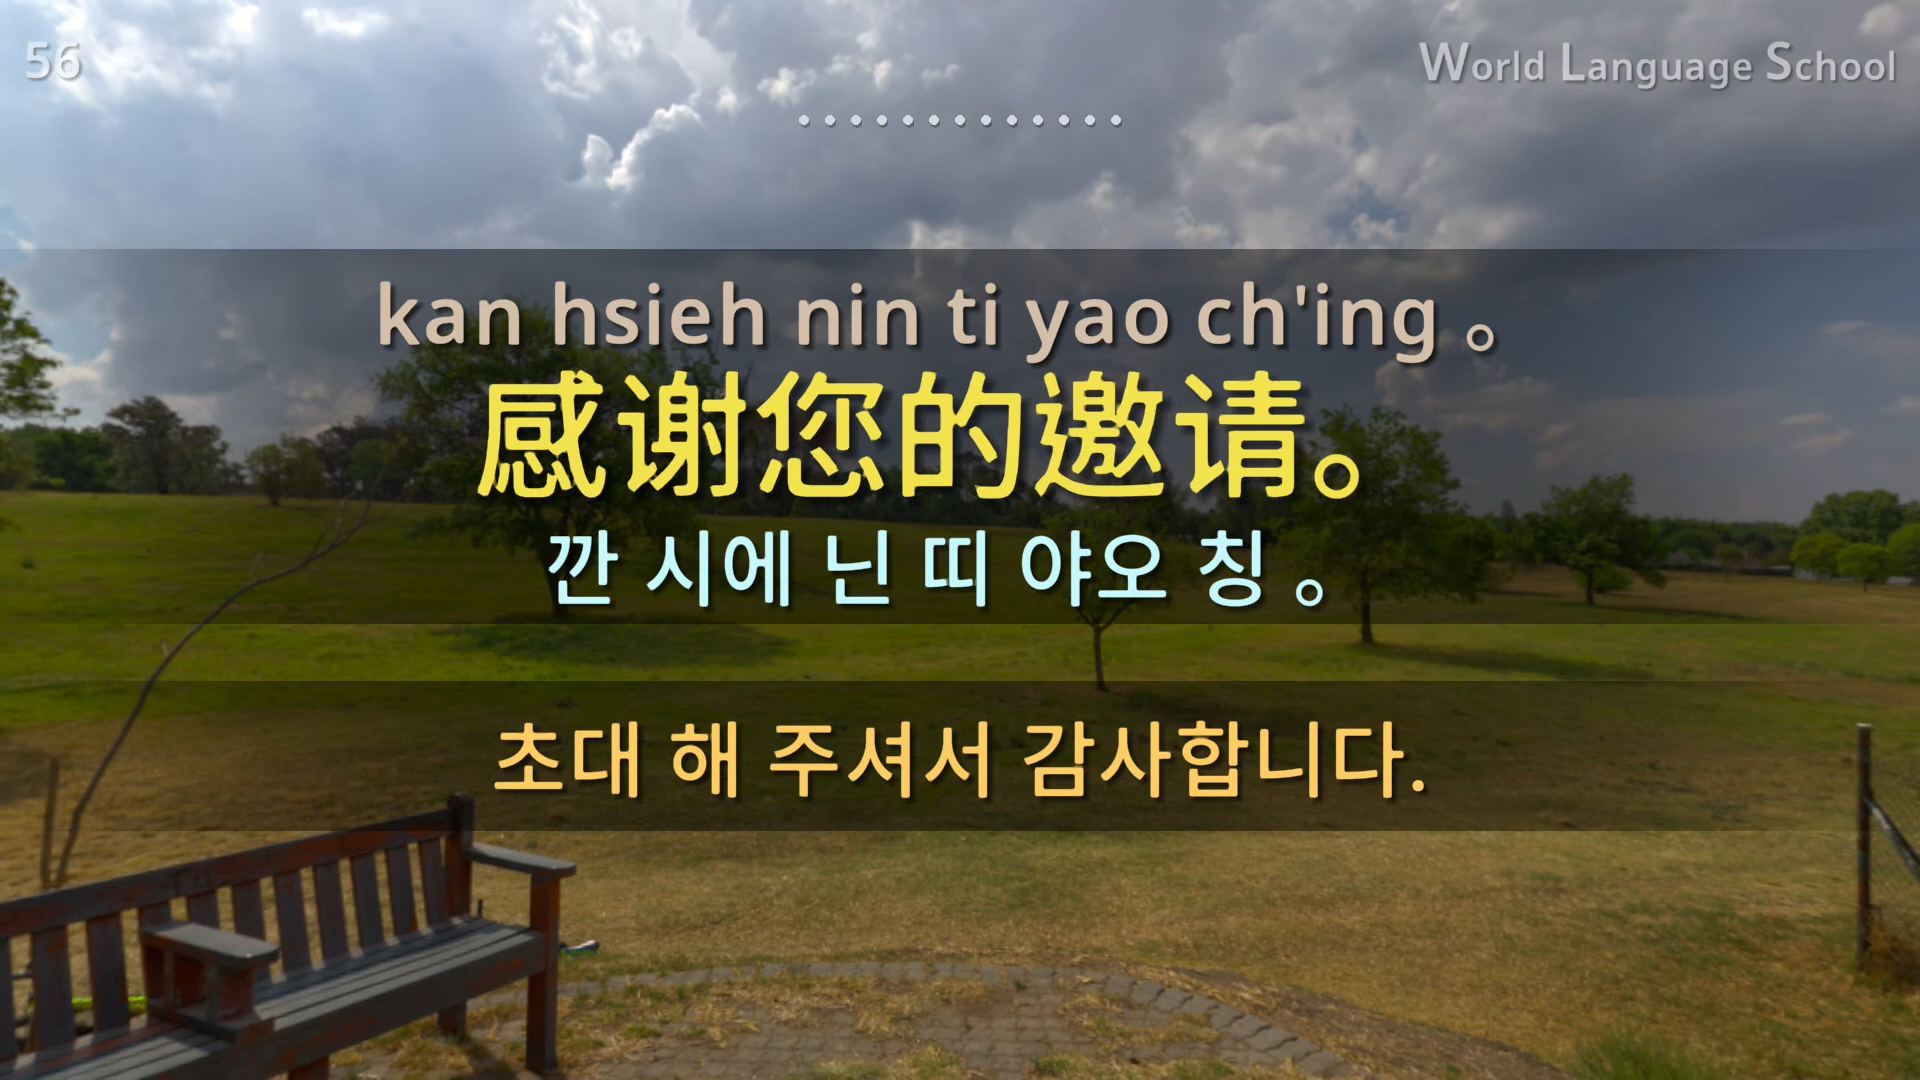 56
World Language School
kan hsieh nin ti yao ch'ing 。
感谢您的邀请。
깐 시에 닌 띠 야오 칭 。
초대 해 주셔서 감사합니다.